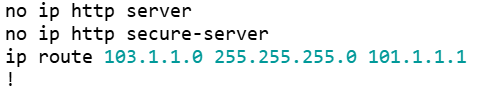 no ip http server
no ip http secure-server
ip route 103.1.1.0 255.255.255.0 101.1.1.1
!